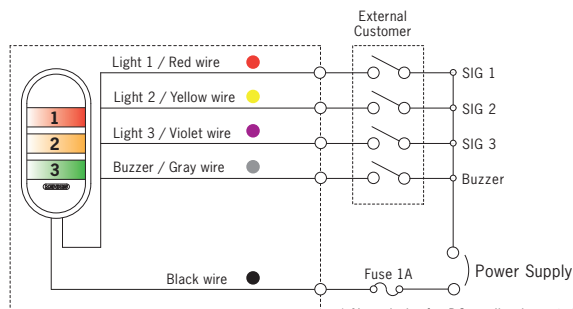 External
Customer
Light 1 / Red wire
SIG 1
Light 2 / Yellow wire
SIG 2
1
Light 3 / Violet wire
SIG 3
2
Buzzer / Gray wire
Buzzer
3
Black wire
Fuse 1A
Power Supply